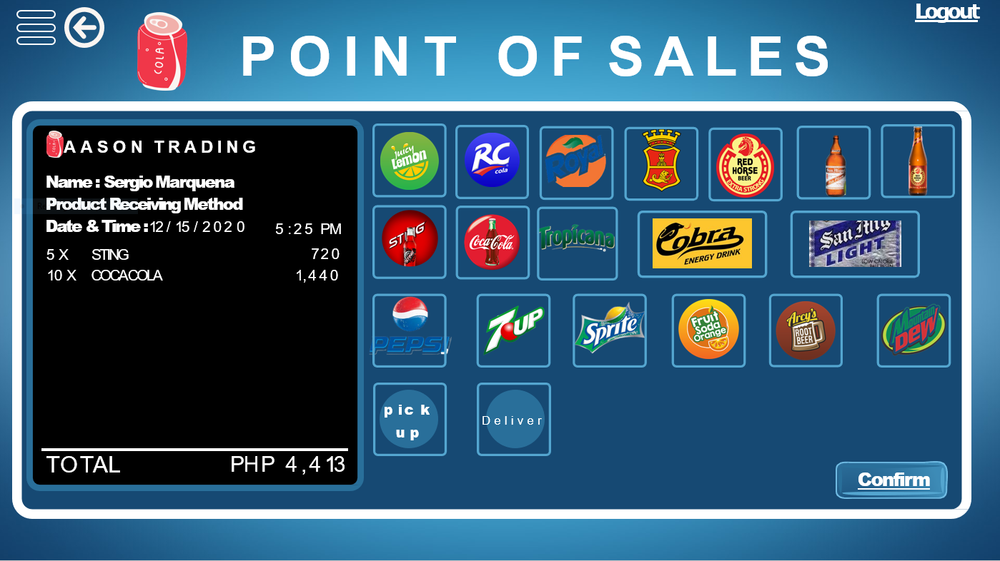 Logout
COLA
POINT OF SALES
AASON TRADING
Name : Sergio Marquena
Product Receiving Method
Date & Time : 12/15/2020 5:25 PM
5 X STING 720
10 X COCACOLA 1,440
TOTAL PHP 4,413
Juicy Lemon
RC cola
Royal
RED HORSE BEER EXTRA STRONG
STING
Coca-Cola
Tropicana
Cobra
ENERGY DRINK
San Mig
LIGHT
PEPSI
7UP
Sprite
Fruit Soda Orange
Arcy's ROOT BEER
Mountain Dew
pick up
Deliver
Confirm